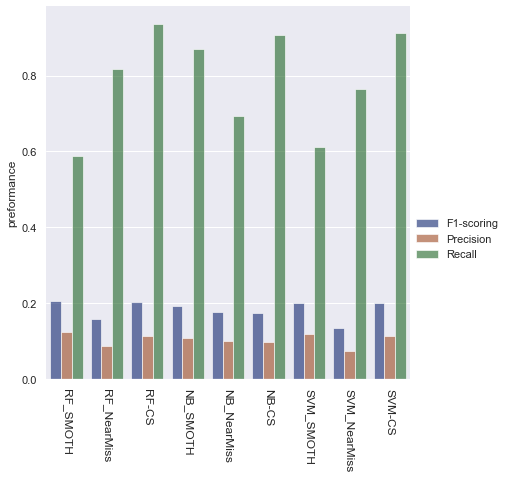 preformance
0.8
0.6
0.4
0.2
0.0
RF_SMOTH
RF_NearMiss
RF-CS
NB_SMOTH
NB_NearMiss
NB-CS
SVM_SMOTH
SVM_NearMiss
SVM-CS
F1-scoring
Precision
Recall